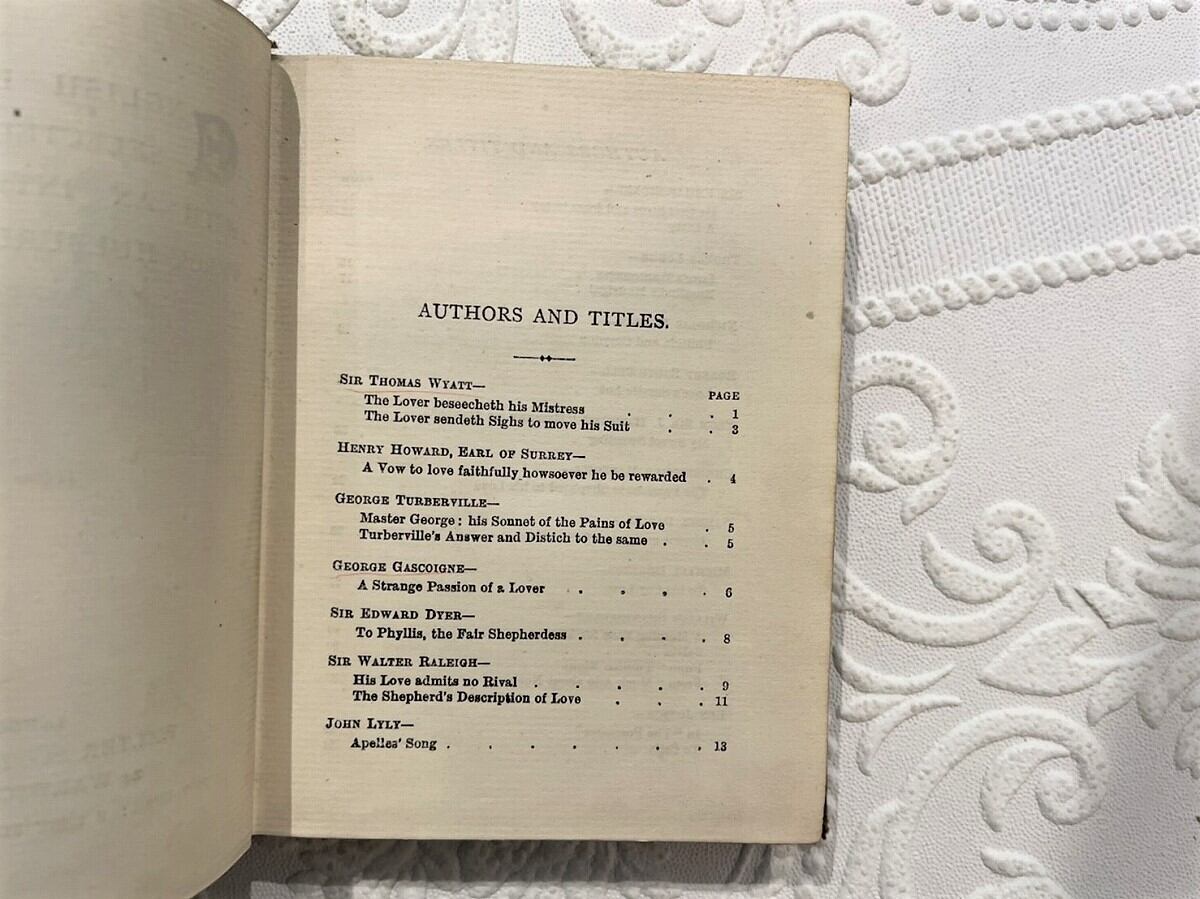 AUTHORS AND TITLES.
SIR THOMAS WYATT—
PAGE
The Lover beseecheth his Mistress . . . 1
The Lover sendeth Sighs to move his Suit . . 3
HENRY HOWARD, EARL OF SURREY—
A Vow to love faithfully howsoever he be rewarded . 4
GEORGE TURBERVILLE—
Master George: his Sonnet of the Pains of Love . 5
Turberville's Answer and Distich to the same . . 5
GEORGE GASCOIGNE—
A Strange Passion of a Lover . . . . 6
SIR EDWARD DYER—
To Phyllis, the Fair Shepherdess . . . . 8
SIR WALTER RALEIGH—
His Love admits no Rival . . . . . 9
The Shepherd's Description of Love . . . 11
JOHN LYLY—
Apelles' Song . . . . . . . 13